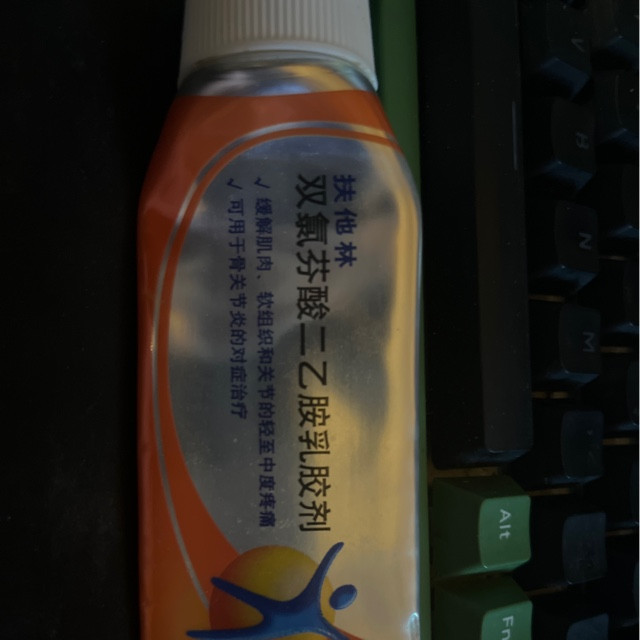 扶他林
双氯芬酸二乙胺乳胶剂
√ 缓解肌肉、软组织和关节的轻至中度疼痛
√ 可用于骨关节炎的对症治疗
V
H
N
M
Alt
Fn